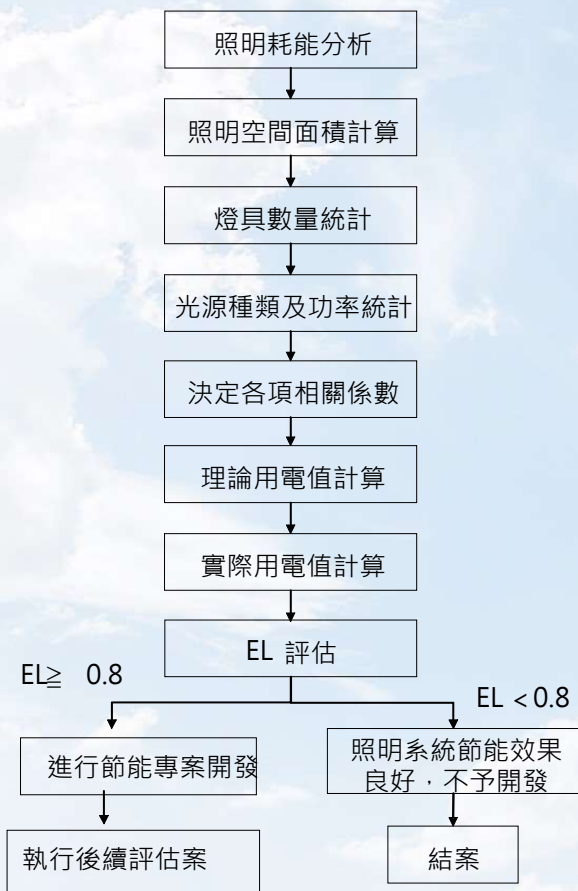 照明耗能分析
照明空間面積計算
燈具數量統計
光源種類及功率統計
決定各項相關係數
理論用電值計算
實際用電值計算
EL 評估
EL≧ 0.8
EL <0.8
進行節能專案開發
照明系統節能效果
良好，不予開發
執行後續評估案
結案